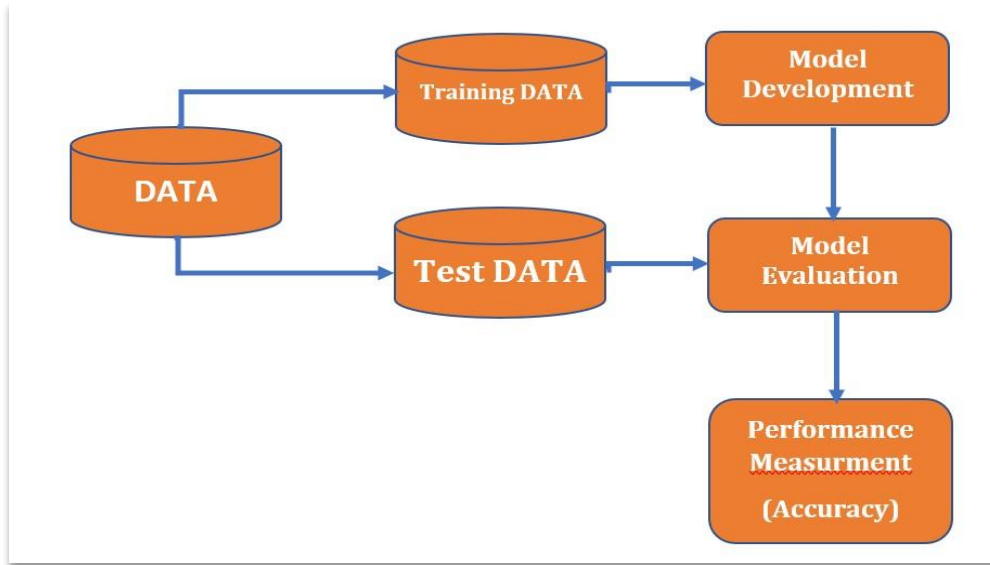 Training DATA
Model
Development
DATA
Test DATA
Model
Evaluation
Performance
Measurment
(Accuracy)